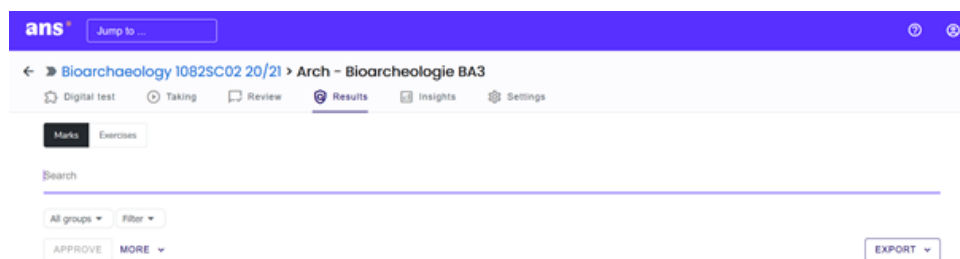 ans* Jump to ...
Bioarchaeology 1082SC02 20/21 > Arch - Bioarcheologie BA3
Digital test Taking Review Results Insights Settings
Marks Exercises
Search
All groups Filter
APPROVE MORE EXPORT